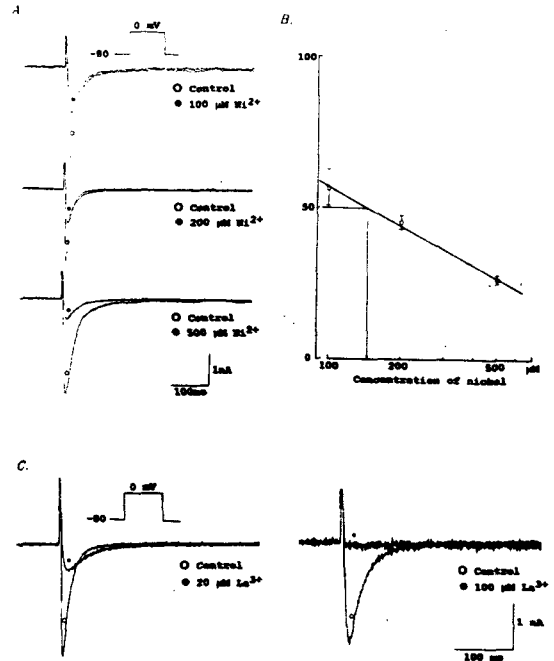 A.
0 mV
-80
Control
100 µM Ni2+
Control
200 µM Ni2+
Control
500 µM Ni2+
1nA
100ms
B.
100
50
0
100
200
500
µM
Concentration of nickel
C.
0 mV
-80
Control
20 µM La3+
Control
100 µM La3+
1 nA
100 ms